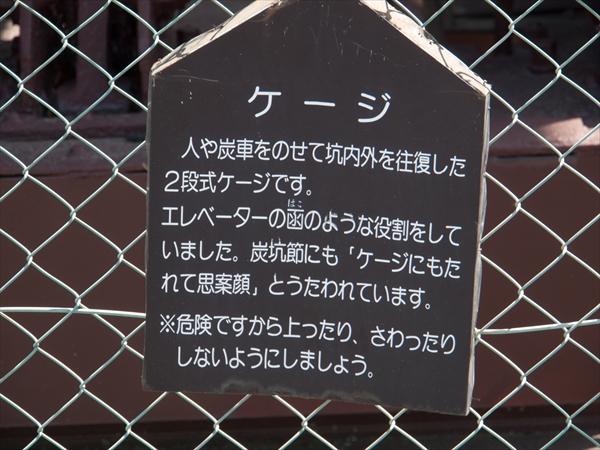 ケージ
人や炭車をのせて坑内外を往復した
２段式ケージです。
エレベーターの函のような役割をして
はこ
いました。炭坑節にも「ケージにもた
れて思案顔」とうたわれています。
※危険ですから上ったり、さわったり
しないようにしましょう。